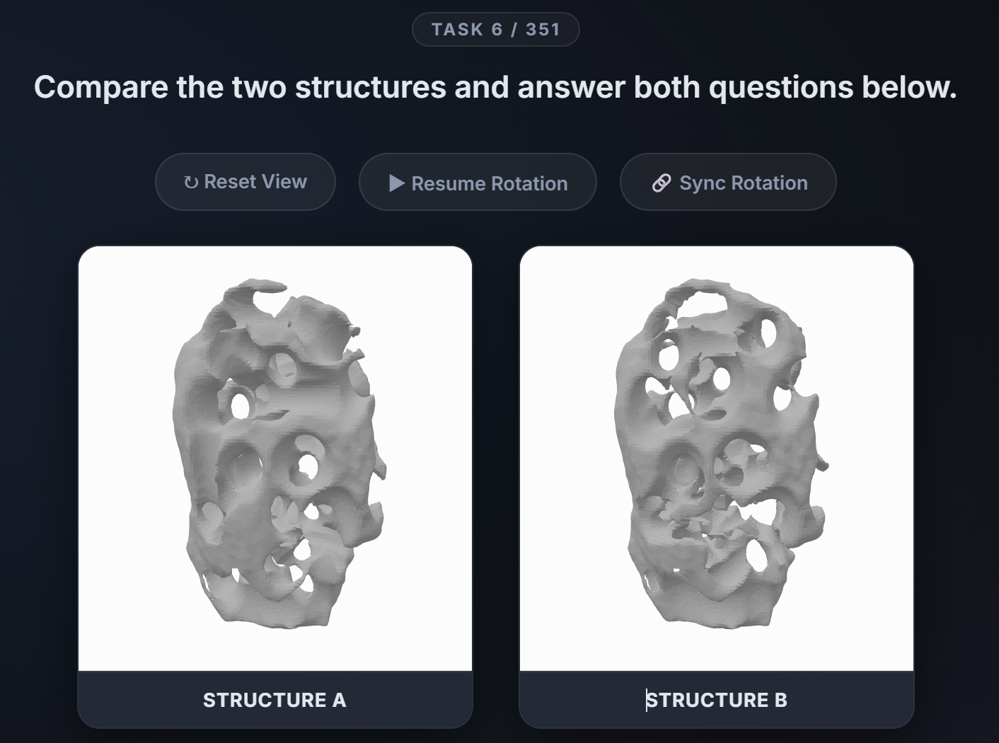 TASK 6 / 351
Compare the two structures and answer both questions below.
↻ Reset View
▶ Resume Rotation
🔗 Sync Rotation
STRUCTURE A
STRUCTURE B